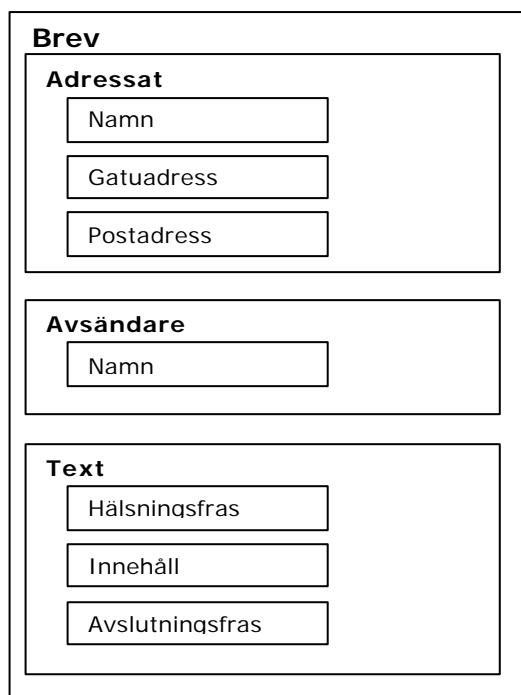 Brev
Adressat
Namn
Gatuadress
Postadress
Avsändare
Namn
Text
Hälsningsfras
Innehåll
Avslutningsfras